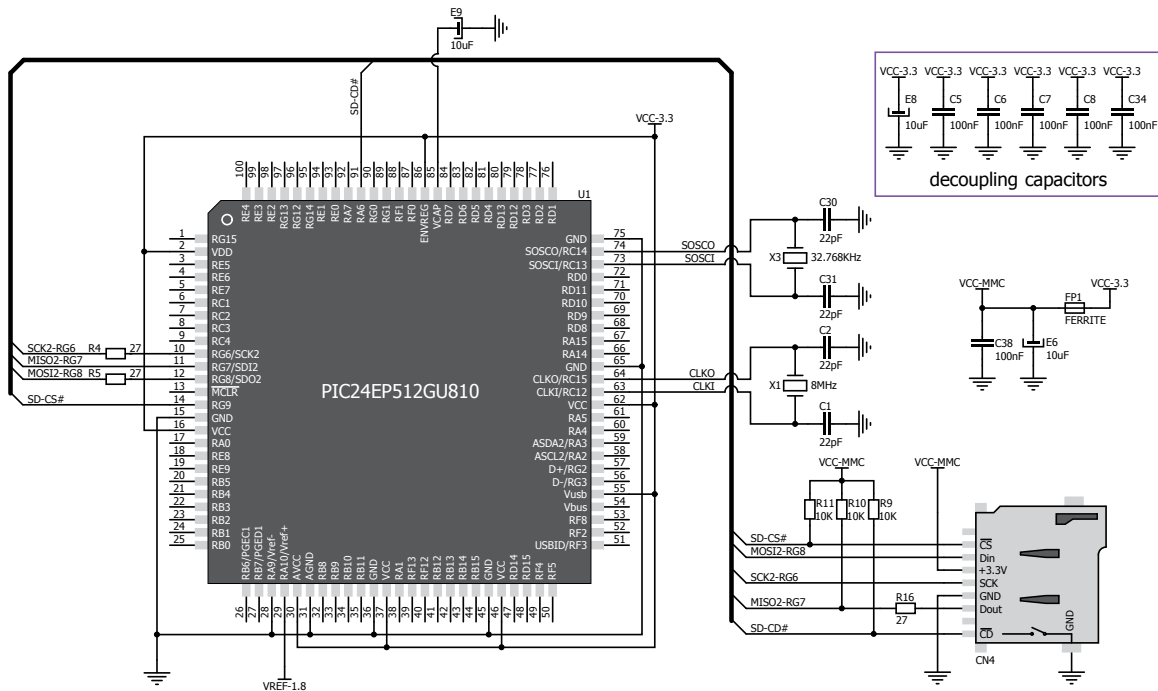 E9
10uF
SD-CD#
VCC-3.3
VCC-3.3 VCC-3.3 VCC-3.3 VCC-3.3 VCC-3.3 VCC-3.3
E8 C5 C6 C7 C8 C34
10uF 100nF 100nF 100nF 100nF 100nF
decoupling capacitors
100 99 98 97 96 95 94 93 92 91 90 89 88 87 86 85 84 83 82 81 80 79 78 77 76
RE4 RE3 RE2 RG13 RG12 RG14 RE1 RE0 RA7 RA6 RG0 RG1 RF1 RF0 ENVREG VCAP RD7 RD6 RD5 RD4 RD13 RD12 RD3 RD2 RD1
U1
PIC24EP512GU810
1 RG15
2 VDD
3 RE5
4 RE6
5 RE7
6 RC1
7 RC2
8 RC3
9 RC4
SCK2-RG6 R4 27 10 RG6/SCK2
MISO2-RG7 11 RG7/SDI2
MOSI2-RG8 R5 27 12 RG8/SDO2
13 MCLR
SD-CS# 14 RG9
15 GND
16 VCC
17 RA0
18 RE8
19 RE9
20 RB5
21 RB4
22 RB3
23 RB2
24 RB1
25 RB0
GND 75
SOSCO/RC14 74 SOSCO
SOSCI/RC13 73 SOSCI
RD0 72
RD11 71
RD10 70
RD9 69
RD8 68
RA15 67
RA14 66
GND 65
CLKO/RC15 64 CLKO
CLKI/RC12 63 CLKI
VCC 62
RA5 61
RA4 60
ASDA2/RA3 59
ASCL2/RA2 58
D+/RG2 57
D-/RG3 56
Vusb 55
Vbus 54
RF8 53
RF2 52
USBID/RF3 51
RB6/PGEC1 RB7/PGED1 RA9/Vref- RA10/Vref+ AVCC AGND RB8 RB9 RB10 RB11 GND VCC RA1 RF13 RF12 RB12 RB13 RB14 RB15 GND VCC RD14 RD15 RF4 RF5
26 27 28 29 30 31 32 33 34 35 36 37 38 39 40 41 42 43 44 45 46 47 48 49 50
VREF-1.8
C30
22pF
X3 32.768KHz
C31
22pF
C2
22pF
X1 8MHz
C1
22pF
VCC-MMC VCC-3.3
FP1
FERRITE
C38
100nF
E6
10uF
VCC-MMC VCC-MMC
R11 R10 R9
10K 10K 10K
SD-CS# CS
MOSI2-RG8 Din
+3.3V
SCK2-RG6 SCK
GND
MISO2-RG7 R16 27 Dout
SD-CD# CD
GND
CN4